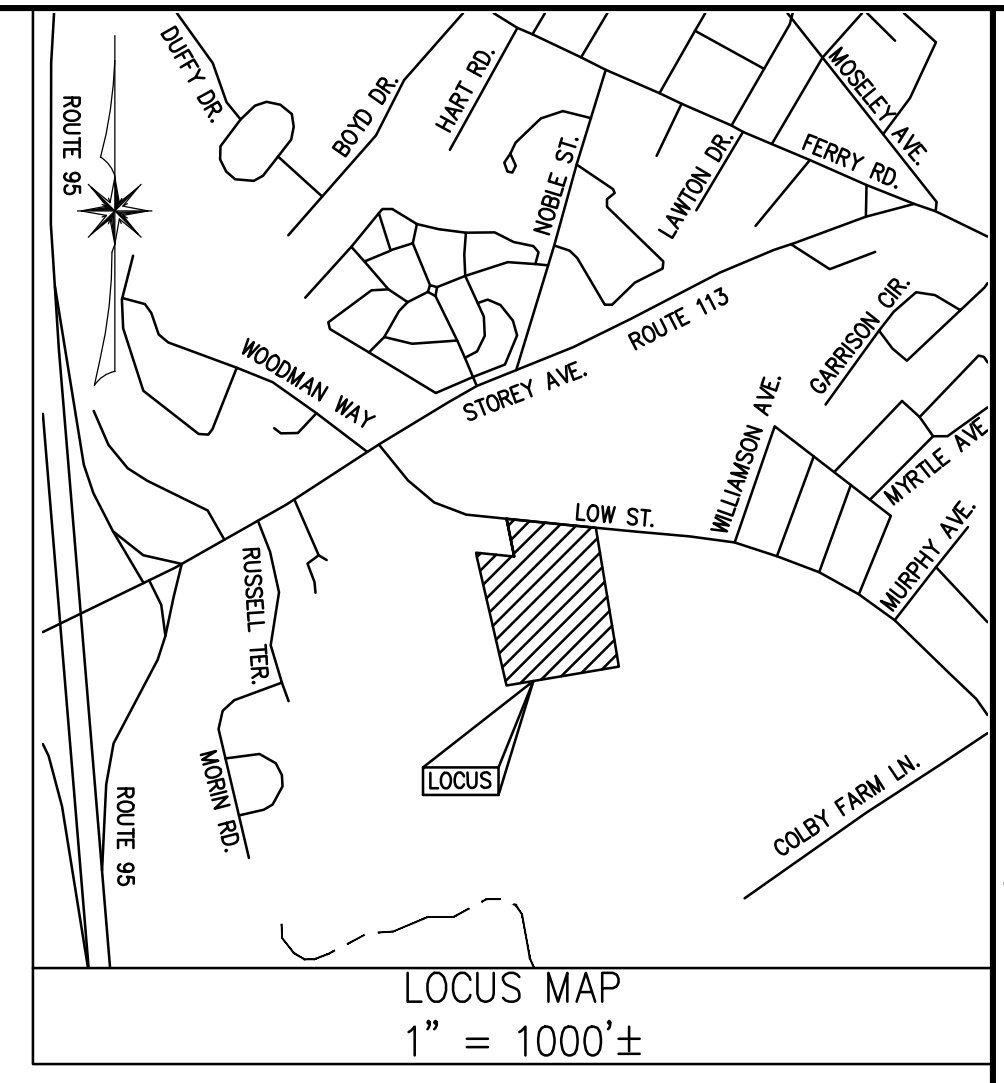 DUFFY DR.
BOYD DR.
HART RD.
MOSELEY AVE.
ROUTE 95
NOBLE ST.
LAWTON DR.
FERRY RD.
ROUTE 113
GARRISON CIR.
WOODMAN WAY
STOREY AVE.
WILLIAMSON AVE.
MYRTLE AVE
LOW ST.
MURPHY AVE.
RUSSELL TER.
LOCUS
MORIN RD.
COLBY FARM LN.
ROUTE 95
LOCUS MAP
1" = 1000'±